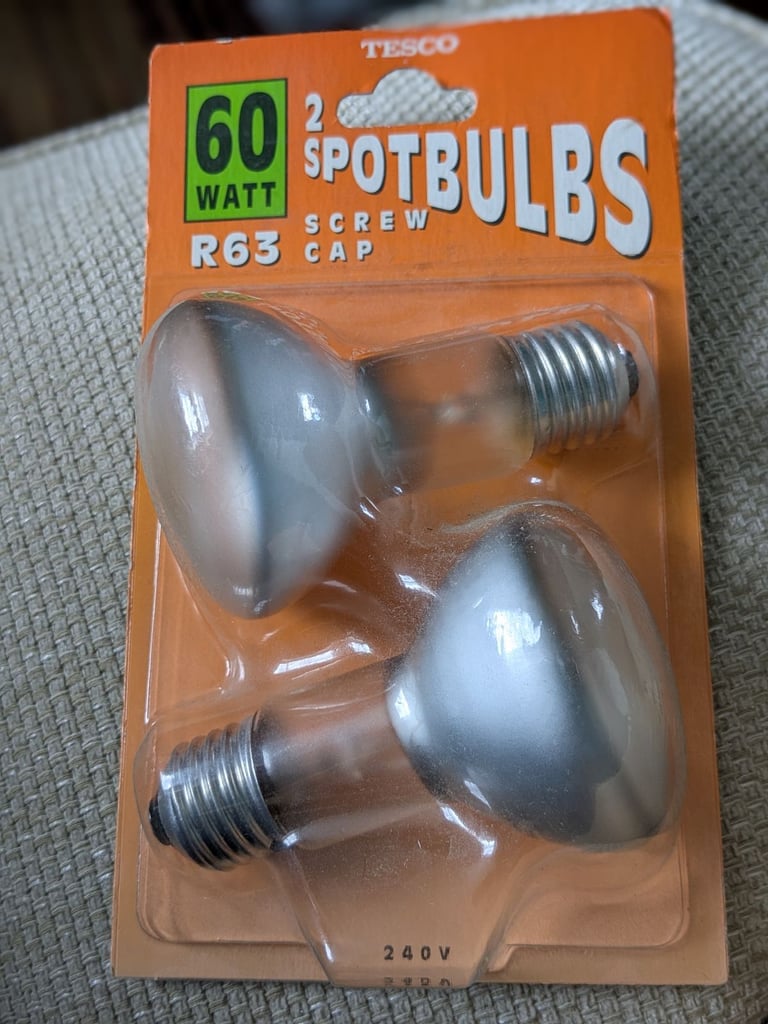 TESCO
60
WATT
R63
2
SPOTBULBS
SCREW
CAP
240V